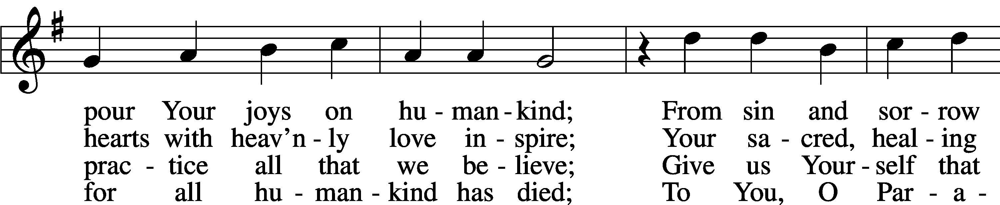 pour Your joys on hu - man - kind; From sin and sor - row
hearts with heav’n - ly love in - spire; Your sa - cred, heal - ing
prac - tice all that we be - lieve; Give us Your - self that
for all hu - man - kind has died; To You, O Par - a -